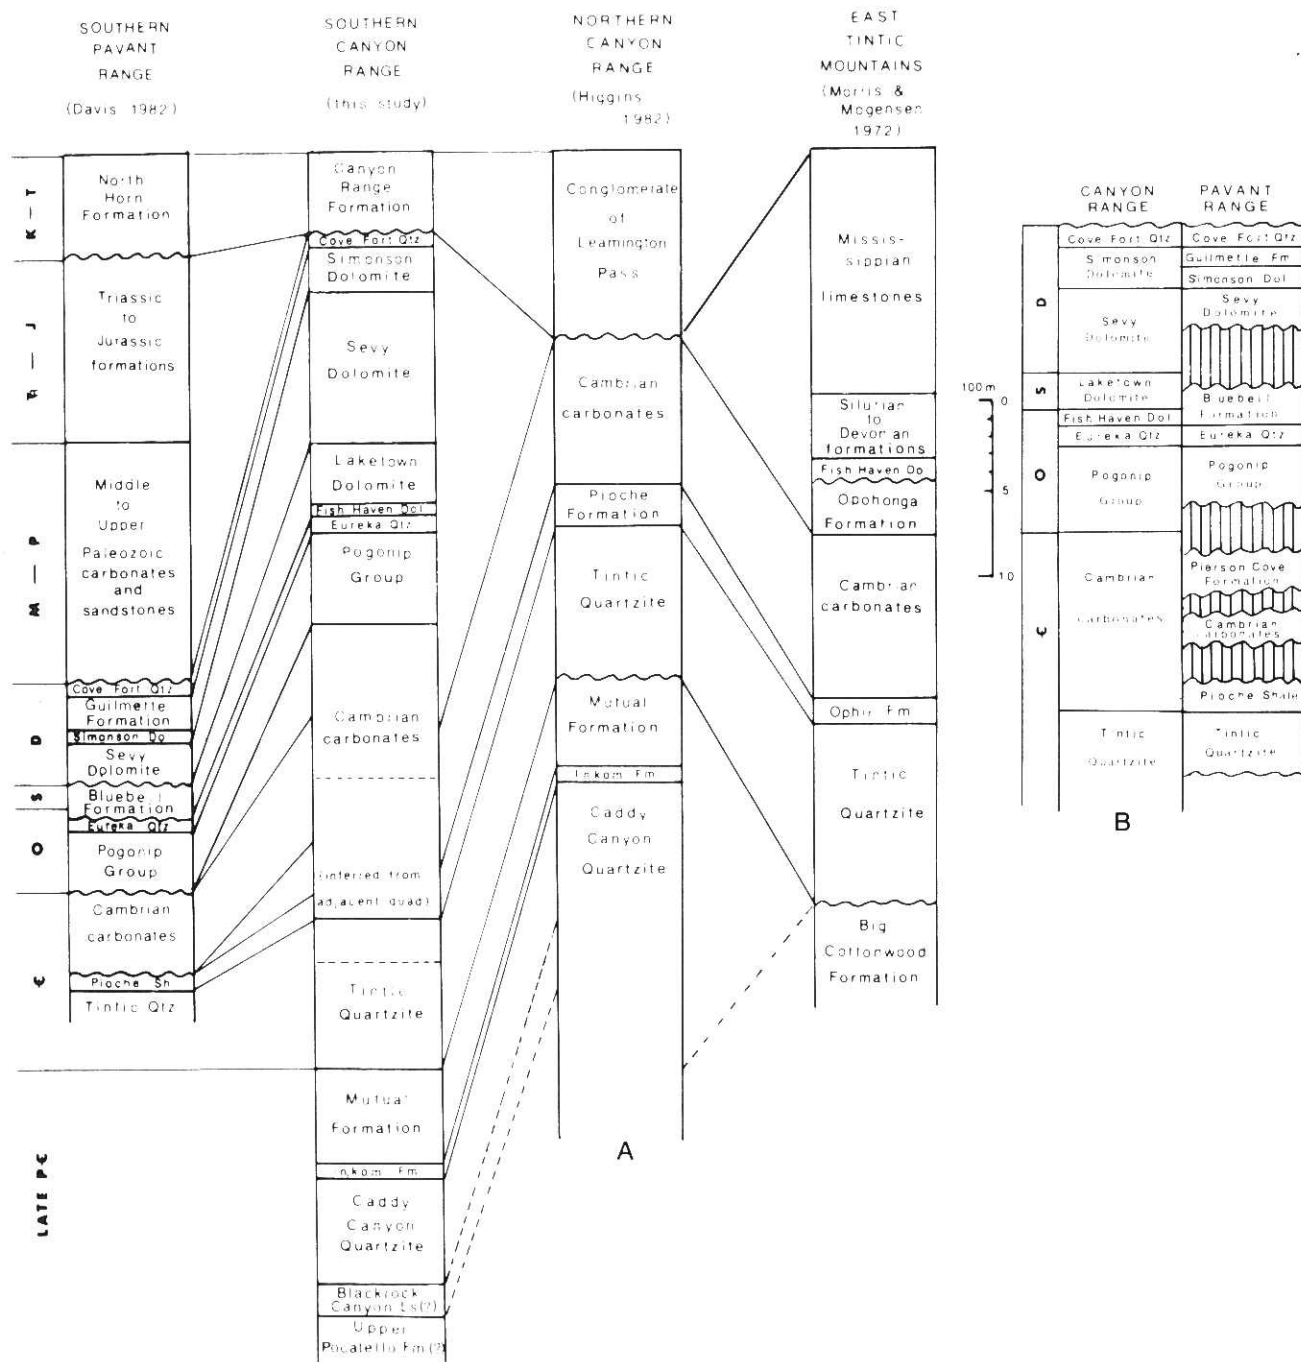 SOUTHERN
PAVANT
RANGE
(Davis 1982)
SOUTHERN
CANYON
RANGE
(this study)
NORTHERN
CANYON
RANGE
(Higgins
1982)
EAST
TINTIC
MOUNTAINS
(Morris &
Mogensen
1972)
K — T
J
M — P
D
S
O
Є
LATE PЄ
North
Horn
Formation
Triassic
to
Jurassic
formations
Middle
to
Upper
Paleozoic
carbonates
and
sandstones
Cove Fort Qtz
Guilmette
Formation
Simonson Do
Sevy
Dolomite
Bluebell
Formation
Eureka Qtz
Pogonip
Group
Cambrian
carbonates
Pioche Sh
Tintic Qtz
Canyon
Range
Formation
Cove Fort Qtz
Simonson
Dolomite
Sevy
Dolomite
Laketown
Dolomite
Fish Haven Dol
Eureka Qtz
Pogonip
Group
Cambrian
carbonates
(inferred from
adjacent quad)
Tintic
Quartzite
Mutual
Formation
Inkom Fm
Caddy
Canyon
Quartzite
Blackrock
Canyon Ls(?)
Upper
Pocatello Fm(?)
Conglomerate
of
Leamington
Pass
Cambrian
carbonates
Pioche
Formation
Tintic
Quartzite
Mutual
Formation
Inkom Fm
Caddy
Canyon
Quartzite
A
Missis-
sippian
limestones
Silurian
to
Devonian
formations
Fish Haven Do
Opohonga
Formation
Cambrian
carbonates
Ophir Fm
Tintic
Quartzite
Big
Cottonwood
Formation
100m
0
5
10
CANYON
RANGE
PAVANT
RANGE
D
S
O
Є
Cove Fort Qtz
Simonson
Dolomite
Sevy
Dolomite
Laketown
Dolomite
Fish Haven Dol
Eureka Qtz
Pogonip
Group
Cambrian
carbonates
Tintic
Quartzite
Cove Fort Qtz
Guilmette Fm
Simonson Dol
Sevy
Dolomite
Bluebell
Formation
Eureka Qtz
Pogonip
Group
Pierson Cove
Formation
Cambrian
carbonates
Pioche Shale
Tintic
Quartzite
B